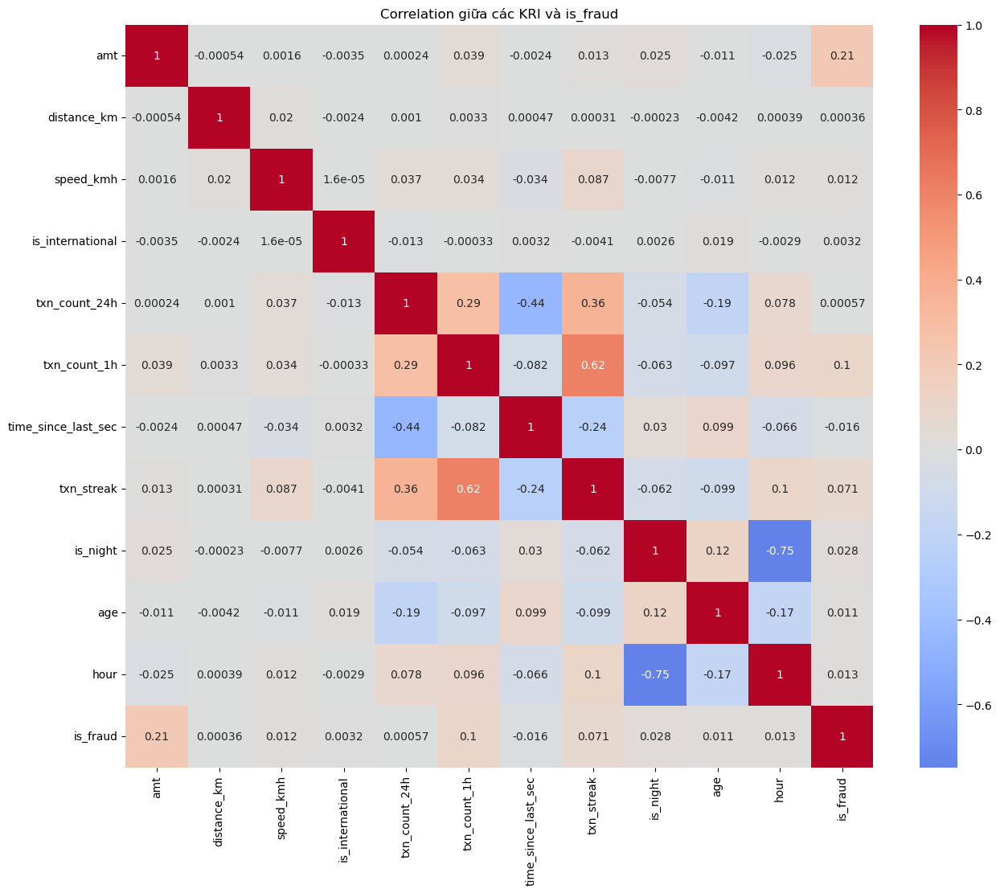 Correlation giữa các KRI và is_fraud
amt 1 -0.00054 0.0016 -0.0035 0.00024 0.039 -0.0024 0.013 0.025 -0.011 -0.025 0.21
distance_km -0.00054 1 0.02 -0.0024 0.001 0.0033 0.00047 0.00031 -0.00023 -0.0042 0.00039 0.00036
speed_kmh 0.0016 0.02 1 1.6e-05 0.037 0.034 -0.034 0.087 -0.0077 -0.011 0.012 0.012
is_international -0.0035 -0.0024 1.6e-05 1 -0.013 -0.00033 0.0032 -0.0041 0.0026 0.019 -0.0029 0.0032
txn_count_24h 0.00024 0.001 0.037 -0.013 1 0.29 -0.44 0.36 -0.054 -0.19 0.078 0.00057
txn_count_1h 0.039 0.0033 0.034 -0.00033 0.29 1 -0.082 0.62 -0.063 -0.097 0.096 0.1
time_since_last_sec -0.0024 0.00047 -0.034 0.0032 -0.44 -0.082 1 -0.24 0.03 0.099 -0.066 -0.016
txn_streak 0.013 0.00031 0.087 -0.0041 0.36 0.62 -0.24 1 -0.062 -0.099 0.1 0.071
is_night 0.025 -0.00023 -0.0077 0.0026 -0.054 -0.063 0.03 -0.062 1 0.12 -0.75 0.028
age -0.011 -0.0042 -0.011 0.019 -0.19 -0.097 0.099 -0.099 0.12 1 -0.17 0.011
hour -0.025 0.00039 0.012 -0.0029 0.078 0.096 -0.066 0.1 -0.75 -0.17 1 0.013
is_fraud 0.21 0.00036 0.012 0.0032 0.00057 0.1 -0.016 0.071 0.028 0.011 0.013 1
amt
distance_km
speed_kmh
is_international
txn_count_24h
txn_count_1h
time_since_last_sec
txn_streak
is_night
age
hour
is_fraud
1.0
0.8
0.6
0.4
0.2
0.0
−0.2
−0.4
−0.6